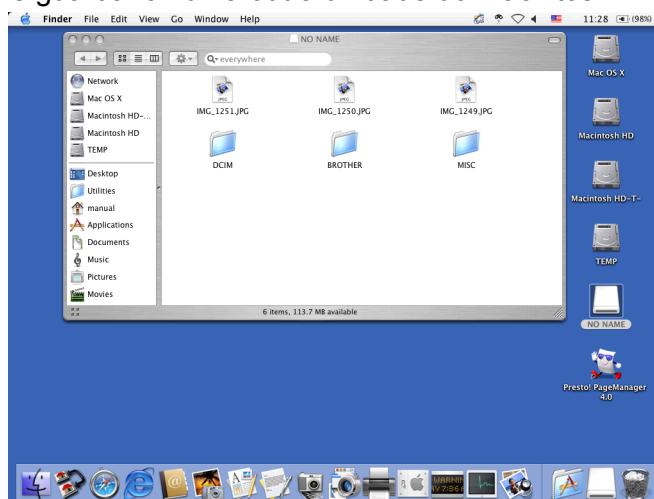 Finder File Edit View Go Window Help 11:28 (98%)
NO NAME
everywhere
Network
Mac OS X
Macintosh HD-...
Macintosh HD
TEMP
Desktop
Utilities
manual
Applications
Documents
Music
Pictures
Movies
JPEG JPEG JPEG
IMG_1251.JPG IMG_1250.JPG IMG_1249.JPG
DCIM BROTHER MISC
6 items, 113.7 MB available
Mac OS X
Macintosh HD
Macintosh HD-T-
TEMP
NO NAME
Presto! PageManager
4.0